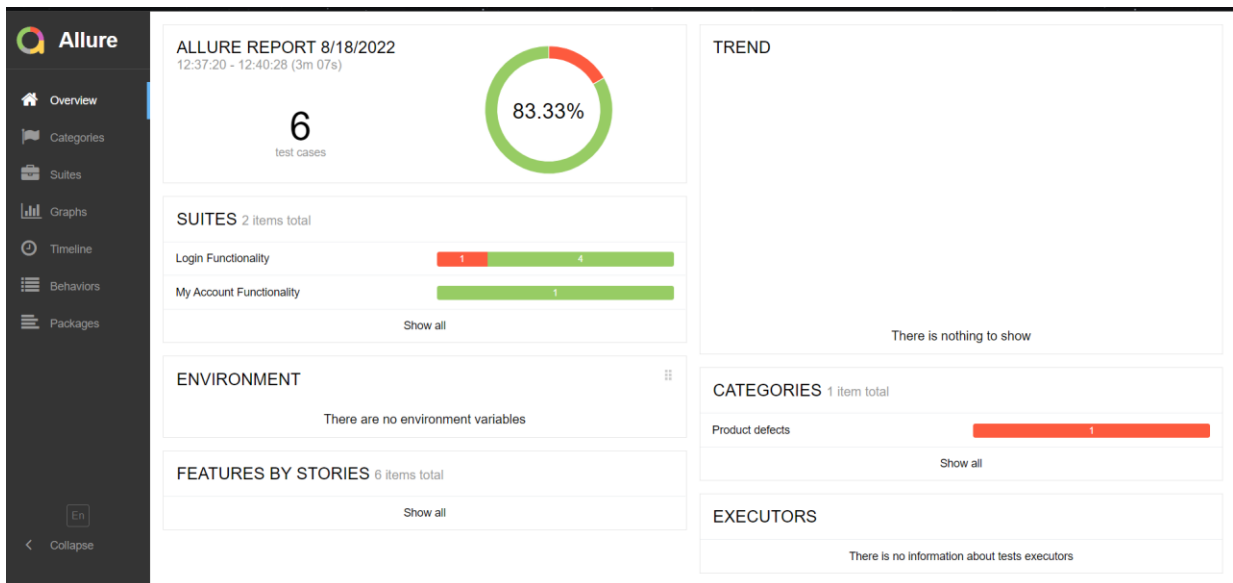 Allure
Overview
Categories
Suites
Graphs
Timeline
Behaviors
Packages
En
Collapse
ALLURE REPORT 8/18/2022
12:37:20 - 12:40:28 (3m 07s)
6
test cases
83.33%
SUITES 2 items total
Login Functionality 1 4
My Account Functionality 1
Show all
ENVIRONMENT
There are no environment variables
FEATURES BY STORIES 6 items total
Show all
TREND
There is nothing to show
CATEGORIES 1 item total
Product defects 1
Show all
EXECUTORS
There is no information about tests executors